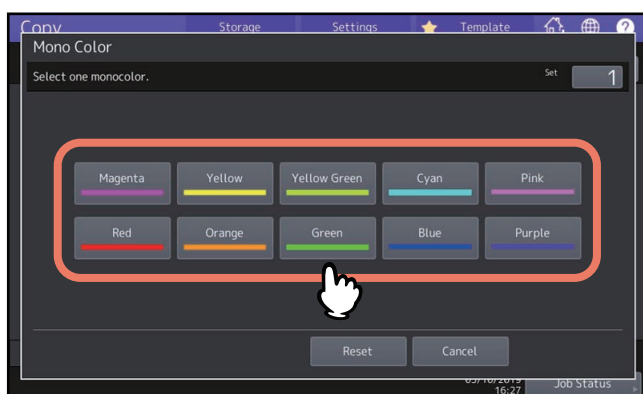 Copy Storage Settings Template ?
Mono Color
Select one monocolor. Set 1
Magenta Yellow Yellow Green Cyan Pink
Red Orange Green Blue Purple
Reset Cancel
Job Status
16:27